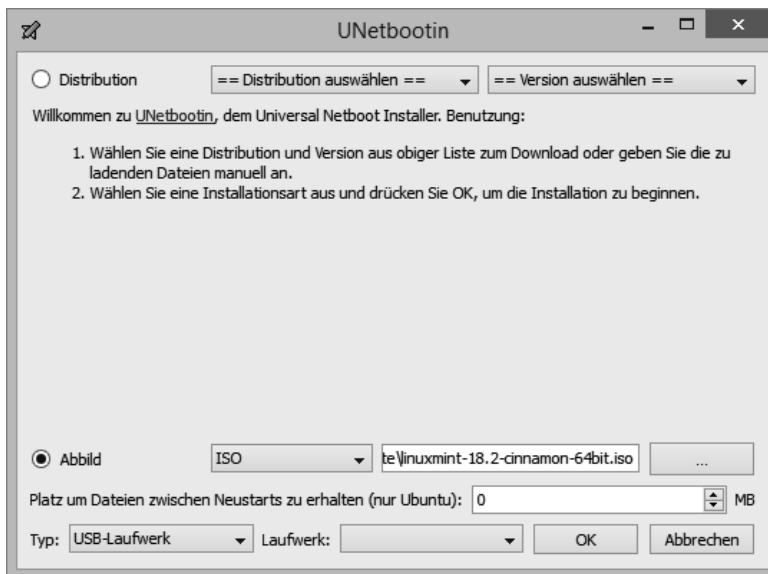 UNetbootin
Distribution == Distribution auswählen == == Version auswählen ==
Willkommen zu UNetbootin, dem Universal Netboot Installer. Benutzung:
1. Wählen Sie eine Distribution und Version aus obiger Liste zum Download oder geben Sie die zu
ladenden Dateien manuell an.
2. Wählen Sie eine Installationsart aus und drücken Sie OK, um die Installation zu beginnen.
Abbild ISO te\linuxmint-18.2-cinnamon-64bit.iso ...
Platz um Dateien zwischen Neustarts zu erhalten (nur Ubuntu): 0 MB
Typ: USB-Laufwerk Laufwerk: OK Abbrechen